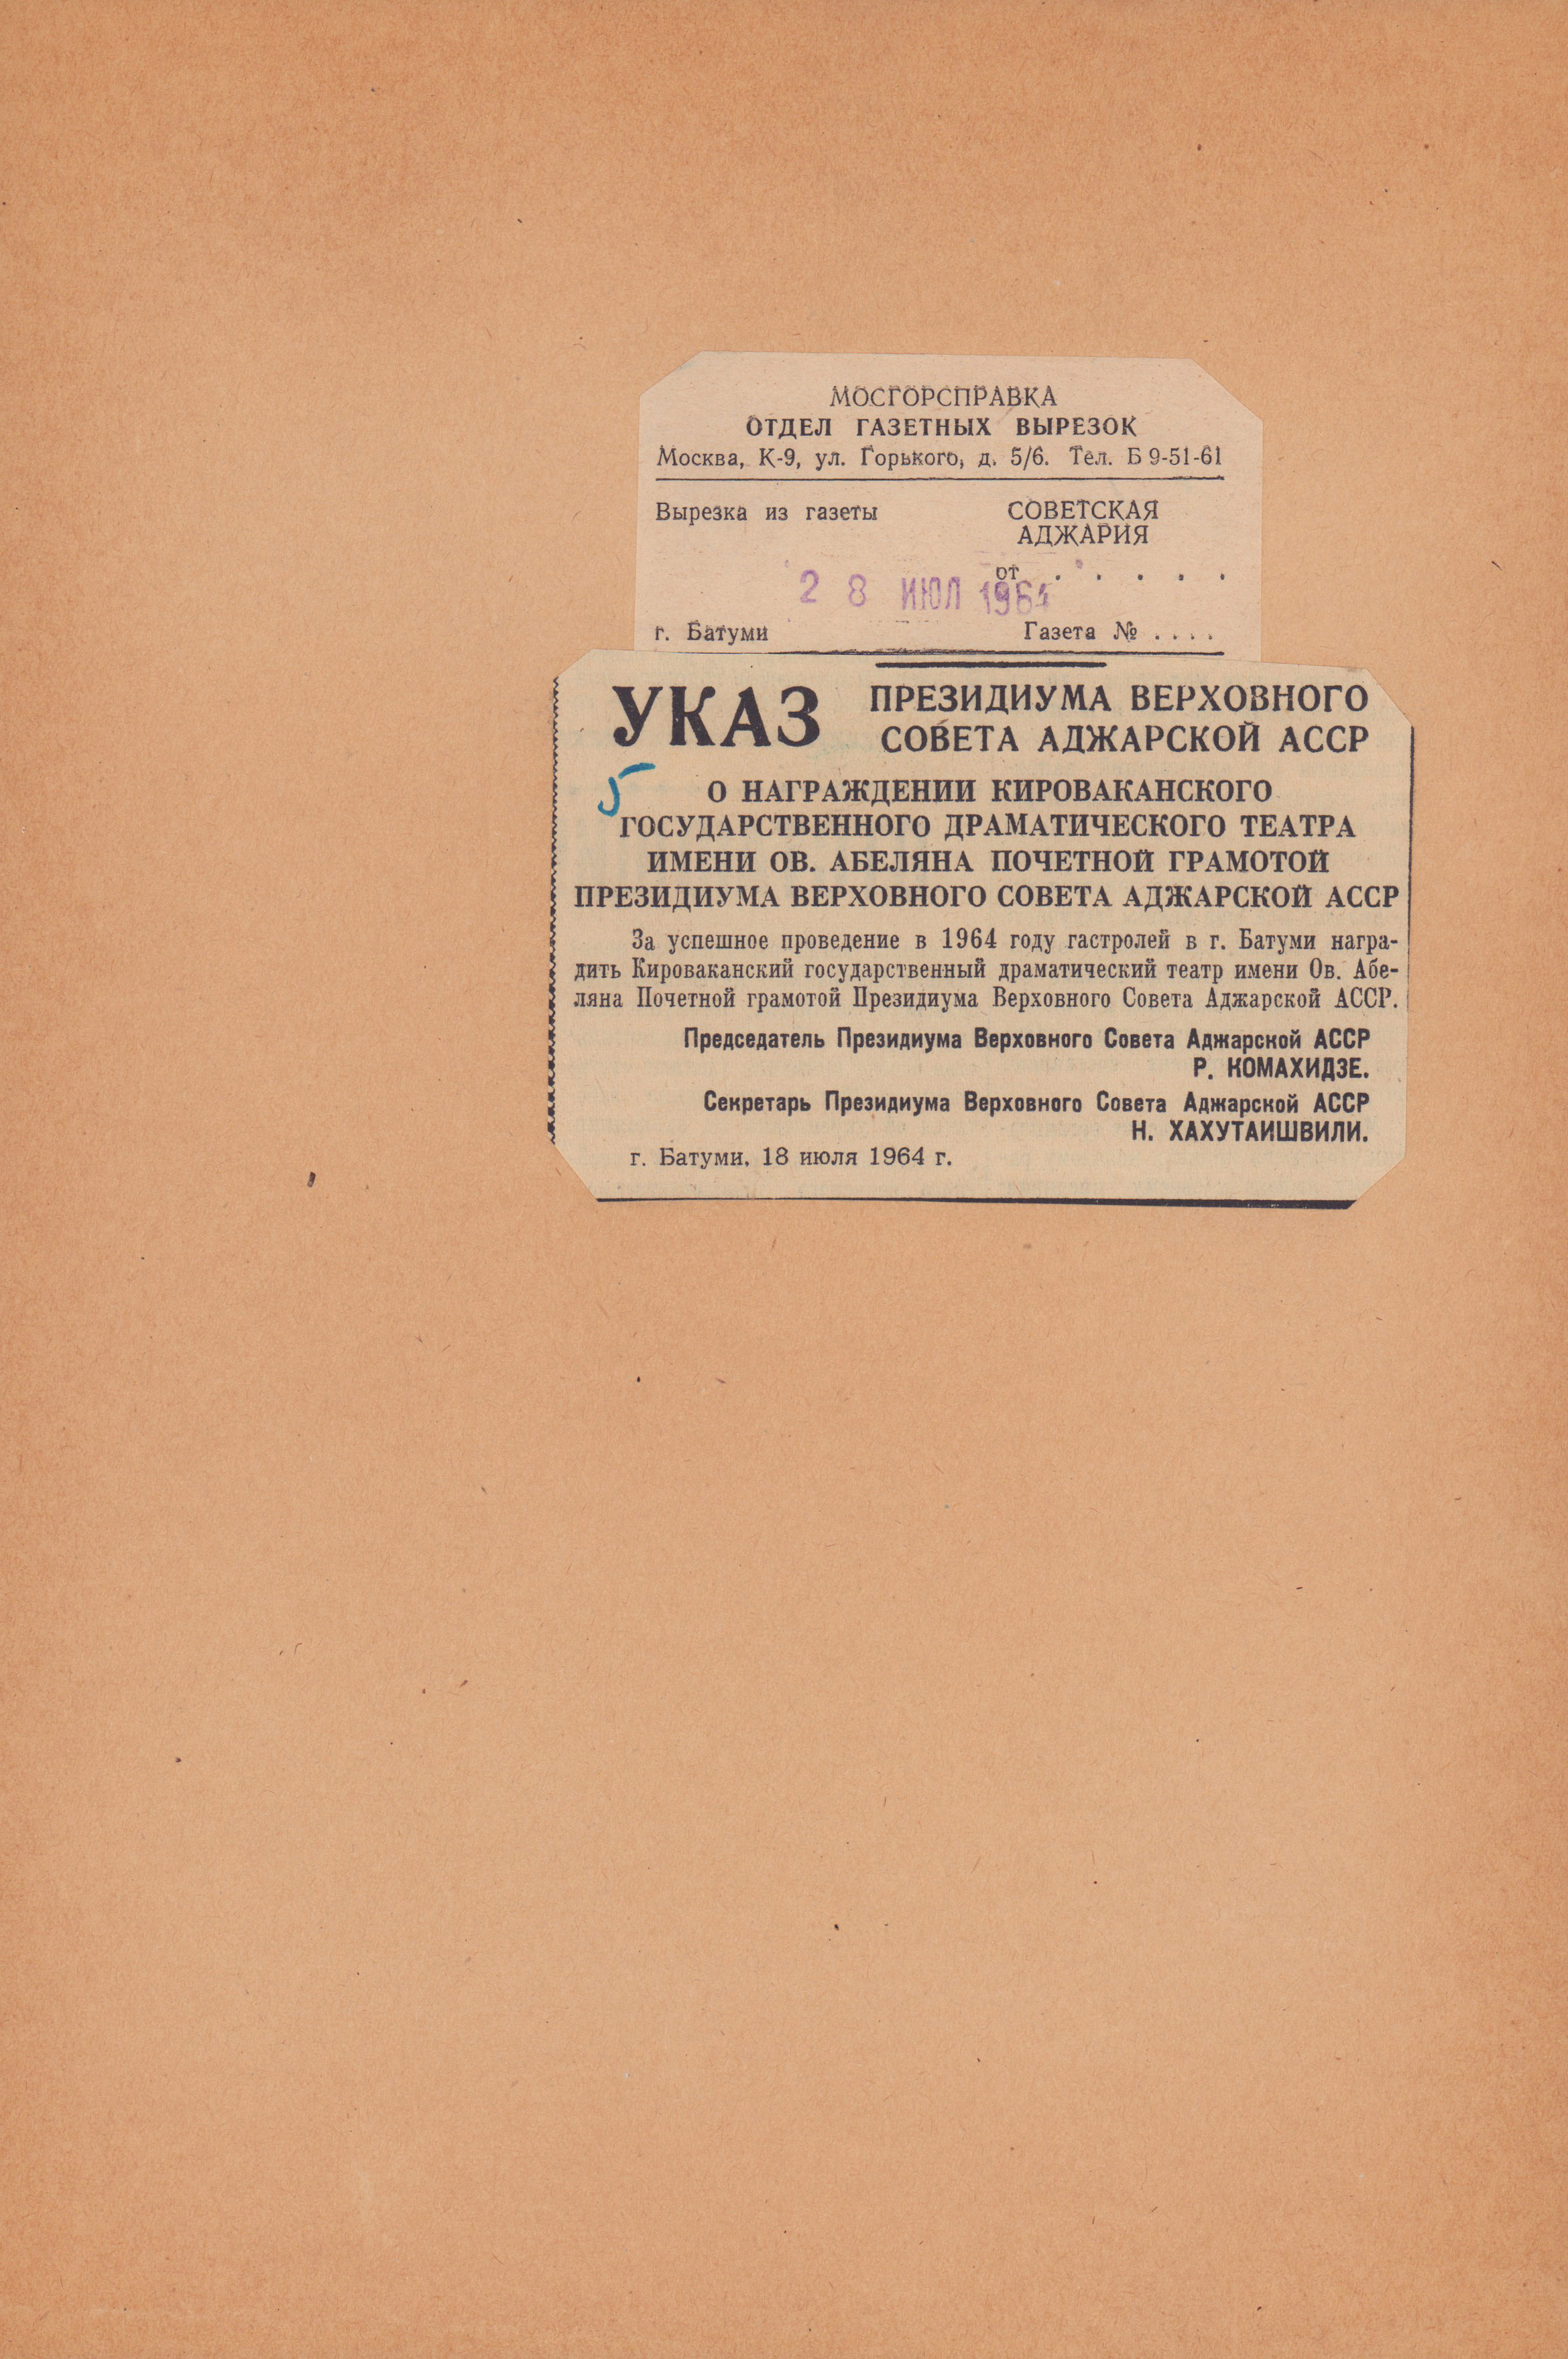 МОСГОРСПРАВКА
ОТДЕЛ ГАЗЕТНЫХ ВЫРЕЗОК
Москва, К-9, ул. Горького, д. 5/6. Тел. Б 9-51-61
Вырезка из газеты
СОВЕТСКАЯ
АДЖАРИЯ
от . . . . .
28 ИЮЛ 1964
г. Батуми Газета № . . . .
УКАЗ
ПРЕЗИДИУМА ВЕРХОВНОГО
СОВЕТА АДЖАРСКОЙ АССР
5
О НАГРАЖДЕНИИ КИРОВАКАНСКОГО
ГОСУДАРСТВЕННОГО ДРАМАТИЧЕСКОГО ТЕАТРА
ИМЕНИ ОВ. АБЕЛЯНА ПОЧЕТНОЙ ГРАМОТОЙ
ПРЕЗИДИУМА ВЕРХОВНОГО СОВЕТА АДЖАРСКОЙ АССР
За успешное проведение в 1964 году гастролей в г. Батуми награ-
дить Кироваканский государственный драматический театр имени Ов. Абе-
ляна Почетной грамотой Президиума Верховного Совета Аджарской АССР.
Председатель Президиума Верховного Совета Аджарской АССР
Р. КОМАХИДЗЕ.
Секретарь Президиума Верховного Совета Аджарской АССР
Н. ХАХУТАИШВИЛИ.
г. Батуми, 18 июля 1964 г.